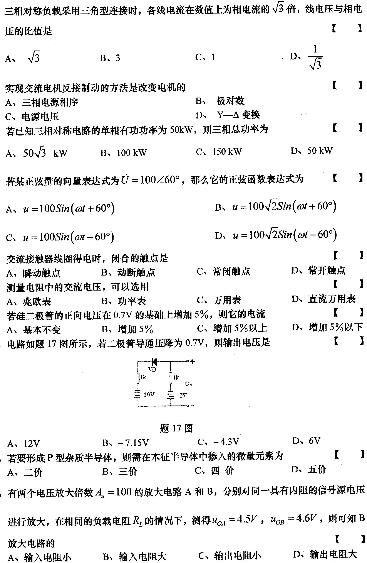 三相对称负载采用三角型连接时，各线电流在数值上为相电流的√3倍，线电压与相电
压的比值是 【 】
A、√3 B、3 C、1 D、1/√3
实现交流电机反接制动的方法是改变电机的 【 】
A、三相电源相序 B、极对数
C、电源电压 D、Y—Δ变换
若已知三相对称电路的单相有功功率为50kW，则三相总功率为 【 】
A、50√3 kW B、100 kW C、150 kW D、50 kW
若某正弦量的向量表达式为U̇=100∠60°，那么它的正弦函数表达式为 【 】
A、u=100Sin(ωt+60°) B、u=100√2Sin(ωt+60°)
C、u=100Sin(ωt−60°) D、u=100√2Sin(ωt−60°)
交流接触器线圈得电时，闭合的触点是 【 】
A、瞬动触点 B、动断触点 C、常闭触点 D、常开触点
测量电阻中的交流电压，可以选用 【 】
A、兆欧表 B、功率表 C、万用表 D、直流万用表
若硅二极管的正向电压在0.7V的基础上增加5%，则它的电流 【 】
A、基本不变 B、增加5% C、增加5%以上 D、增加5%以下
电路如题17图所示，若二极管导通压降为0.7V，则输出电压是 【 】
VD
题17图
A、12V B、−7.15V C、−4.3V D、6V
若要形成P型杂质半导体，则需在本征半导体中掺入的微量元素为 【 】
A、二价 B、三价 C、四价 D、五价
有两个电压放大倍数Aᵤ=100的放大电路A和B，分别对同一具有内阻的信号源电压
进行放大，在相同的负载电阻R_L的情况下，测得u_OA=4.5V，u_OB=4.6V，则可知B
放大电路的 【 】
A、输入电阻小 B、输入电阻大 C、输出电阻小 D、输出电阻大